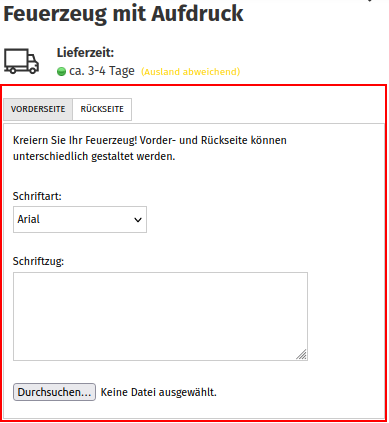 Feuerzeug mit Aufdruck
Lieferzeit:
ca. 3-4 Tage (Ausland abweichend)
VORDERSEITE RÜCKSEITE
Kreiern Sie Ihr Feuerzeug! Vorder- und Rückseite können
unterschiedlich gestaltet werden.
Schriftart:
Arial
Schriftzug:
Durchsuchen... Keine Datei ausgewählt.